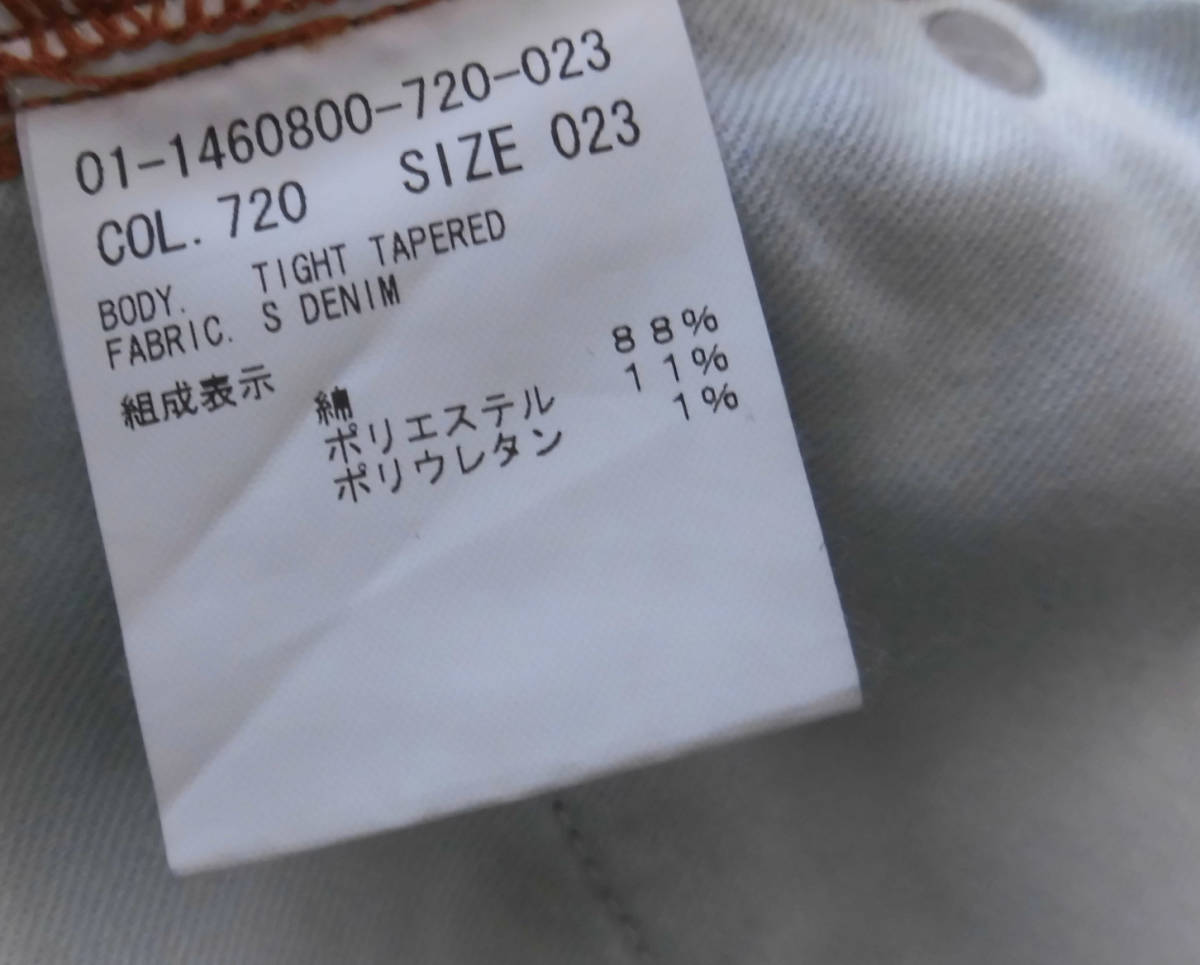 01-1460800-720-023
COL. 720 SIZE 023
BODY. TIGHT TAPERED
FABRIC. S DENIM
組成表示 綿 88%
ポリエステル 11%
ポリウレタン 1%